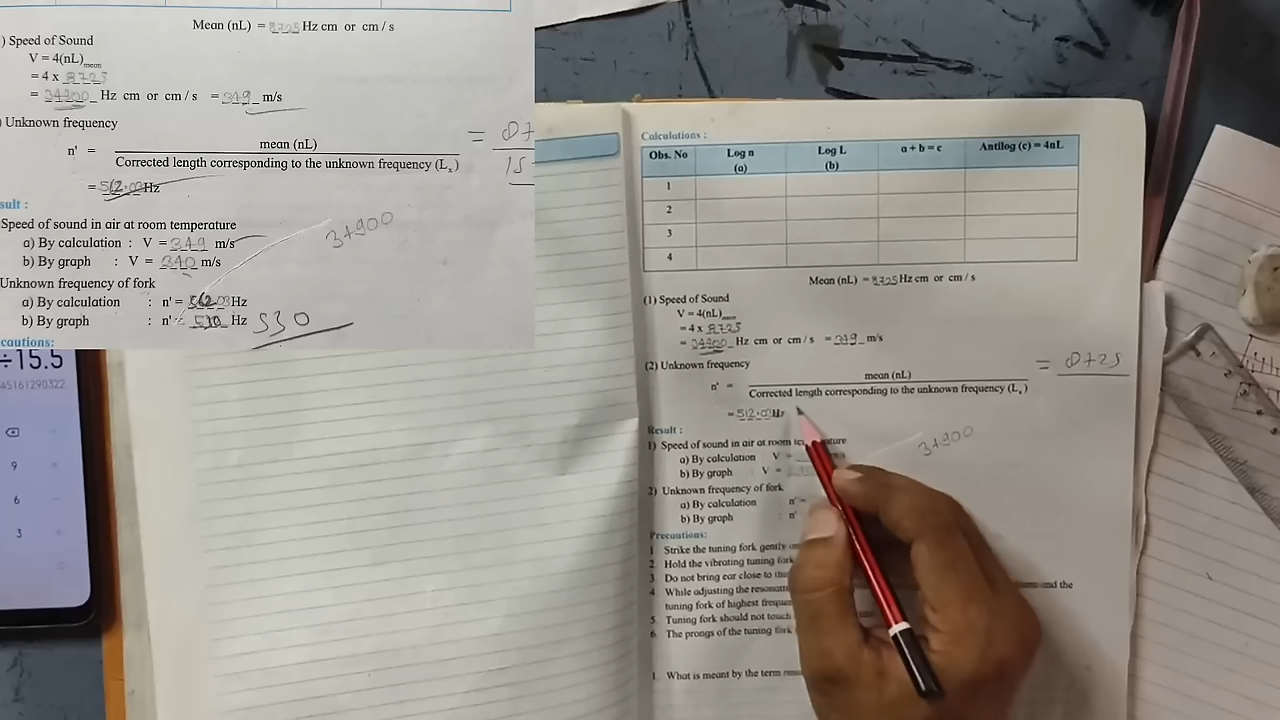 Mean (nL) = 8725 Hz cm or cm / s
) Speed of Sound
V = 4(nL)mean
= 4 x 8725
= 34900 Hz cm or cm / s = 349 m/s
Unknown frequency
n' = mean (nL)
Corrected length corresponding to the unknown frequency (Lx)
= 87
15
= 512.03 Hz
sult :
Speed of sound in air at room temperature
a) By calculation : V = 349 m/s
b) By graph : V = 340 m/s
34900
Unknown frequency of fork
a) By calculation : n' = Hz
b) By graph : n' = Hz 530
cautions:
÷15.5
45161290322
9
6
3
Calculations :
Obs. No Log n Log L a + b = c Antilog (c) = 4nL
(a) (b)
1
2
3
4
Mean (nL) = 8725 Hz cm or cm / s
(1) Speed of Sound
V = 4(nL)mean
= 4 x 8725
= 34900 Hz cm or cm / s = 349 m/s
(2) Unknown frequency
n' = mean (nL)
Corrected length corresponding to the unknown frequency (Lx)
= 8725
= 512.03 Hz
Result :
1) Speed of sound in air at room
a) By calculation V =
b) By graph : V =
34900
2) Unknown frequency of fork
a) By calculation : n' =
b) By graph : n'
Precautions:
1. Strike the tuning fork gently
2. Hold the vibrating tuning fork
3. Do not bring ear close to
4. While adjusting the and the
tuning fork of highest
5. Tuning fork should not touch
6. The prongs of the tuning fork
1. What is meant by the term